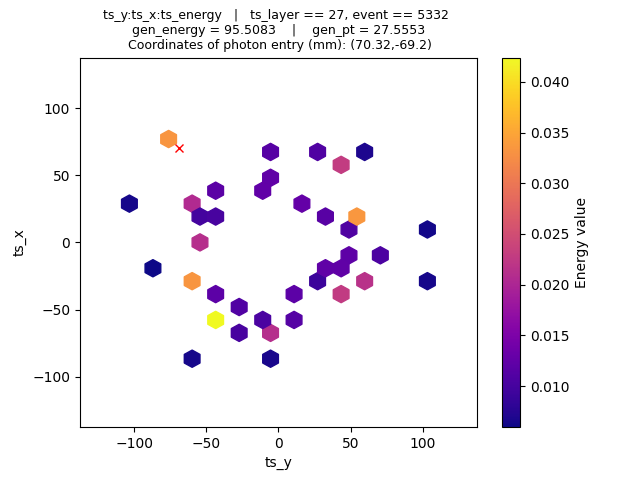 ts_y:ts_x:ts_energy   |   ts_layer == 27, event == 5332
gen_energy = 95.5083    |    gen_pt = 27.5553
Coordinates of photon entry (mm): (70.32,-69.2)
100
50
0
−50
−100
ts_x
−100
−50
0
50
100
ts_y
0.040
0.035
0.030
0.025
0.020
0.015
0.010
Energy value